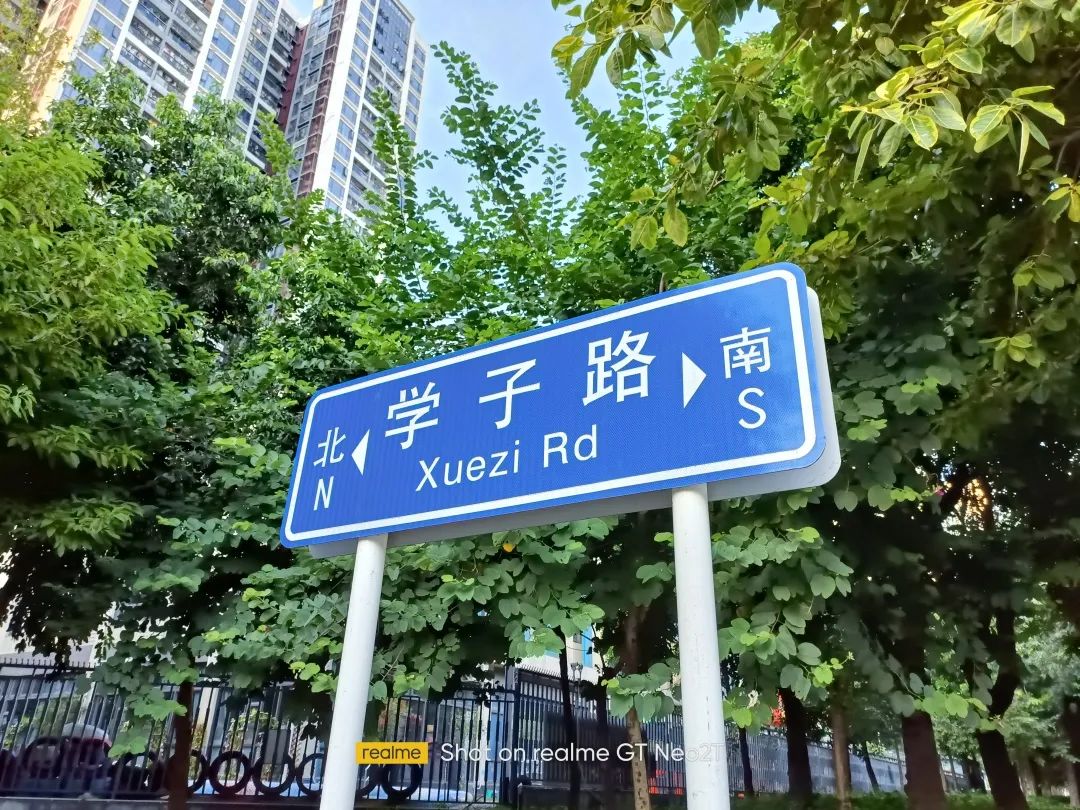 北 学子路 南
N Xuezi Rd S
realme Shot on realme GT Neo2T